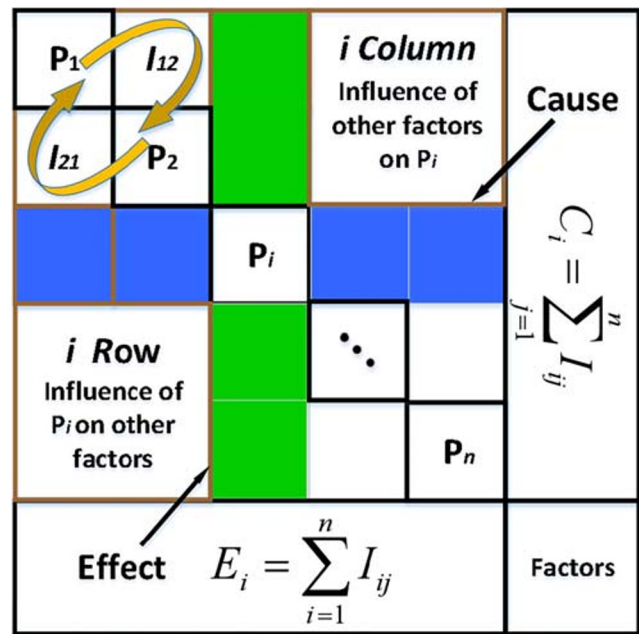 P1
I12
i Column
Influence of
other factors
on Pi
Cause
I21
P2
Pi
C_i = \sum_{j=1}^{n} I_{ij}
i Row
Influence of
Pi on other
factors
Pn
Effect
E_i = \sum_{i=1}^{n} I_{ij}
Factors